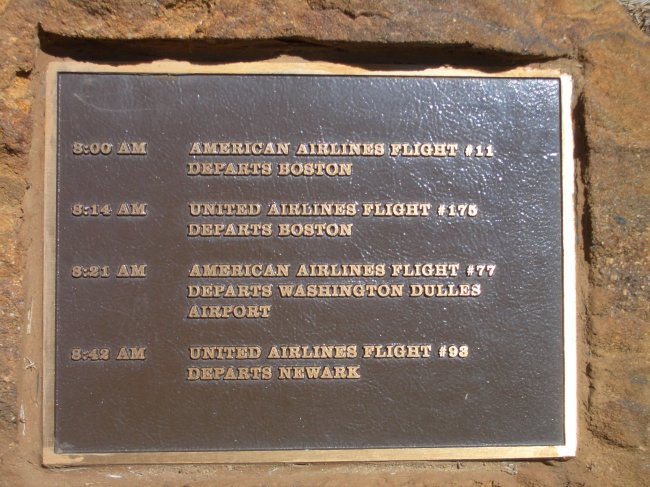 8:00 AM AMERICAN AIRLINES FLIGHT #11
DEPARTS BOSTON
8:14 AM UNITED AIRLINES FLIGHT #175
DEPARTS BOSTON
8:21 AM AMERICAN AIRLINES FLIGHT #77
DEPARTS WASHINGTON DULLES
AIRPORT
8:42 AM UNITED AIRLINES FLIGHT #93
DEPARTS NEWARK